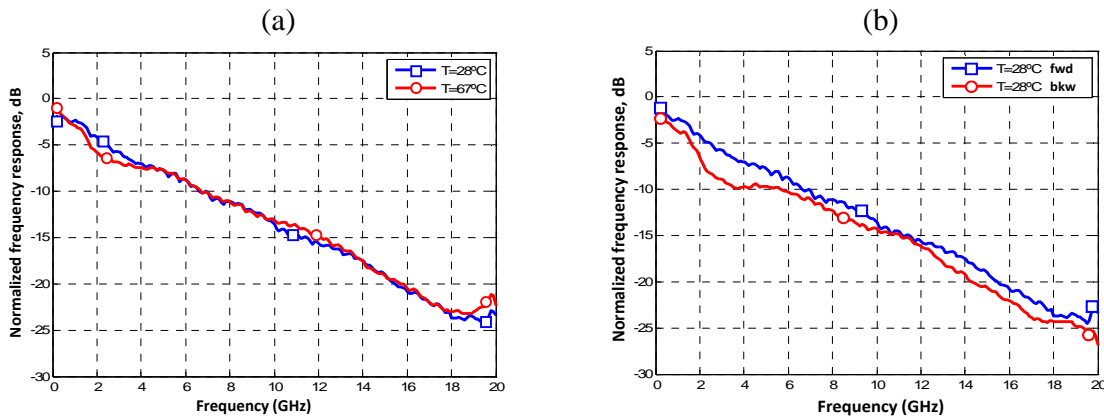 (a)
5
0
-5
-10
-15
-20
-25
-30
Normalized frequency response, dB
T=28ºC
T=67ºC
0 2 4 6 8 10 12 14 16 18 20
Frequency (GHz)
(b)
5
0
-5
-10
-15
-20
-25
-30
Normalized frequency response, dB
T=28ºC fwd
T=28ºC bkw
0 2 4 6 8 10 12 14 16 18 20
Frequency (GHz)